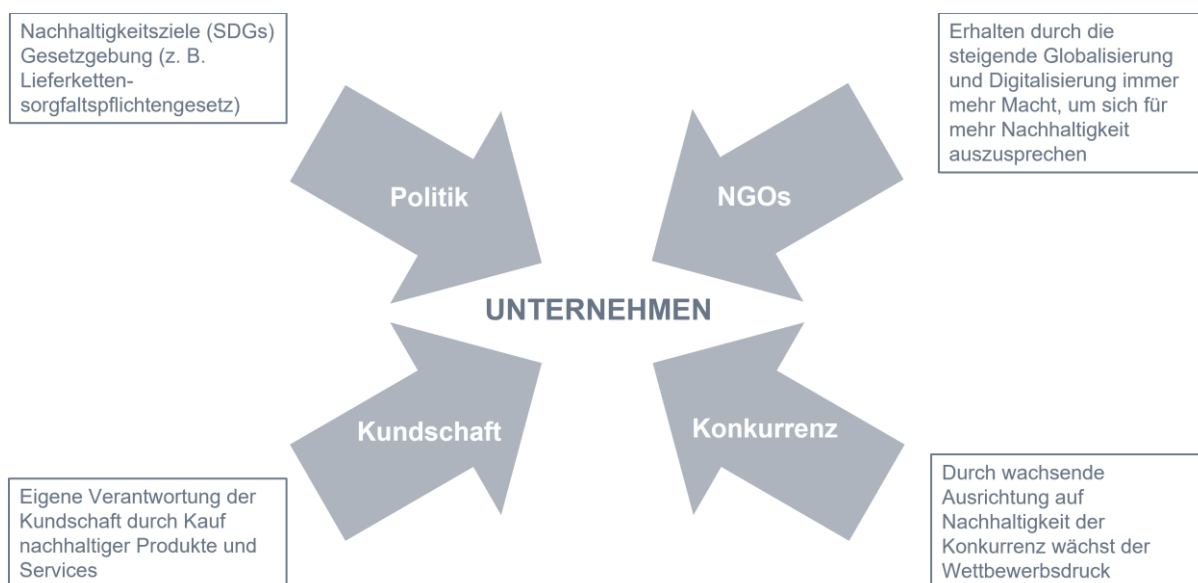 Nachhaltigkeitsziele (SDGs)
Gesetzgebung (z. B.
Lieferketten-
sorgfaltspflichtengesetz)
Erhalten durch die
steigende Globalisierung
und Digitalisierung immer
mehr Macht, um sich für
mehr Nachhaltigkeit
auszusprechen
Politik
NGOs
UNTERNEHMEN
Kundschaft
Konkurrenz
Eigene Verantwortung der
Kundschaft durch Kauf
nachhaltiger Produkte und
Services
Durch wachsende
Ausrichtung auf
Nachhaltigkeit der
Konkurrenz wächst der
Wettbewerbsdruck